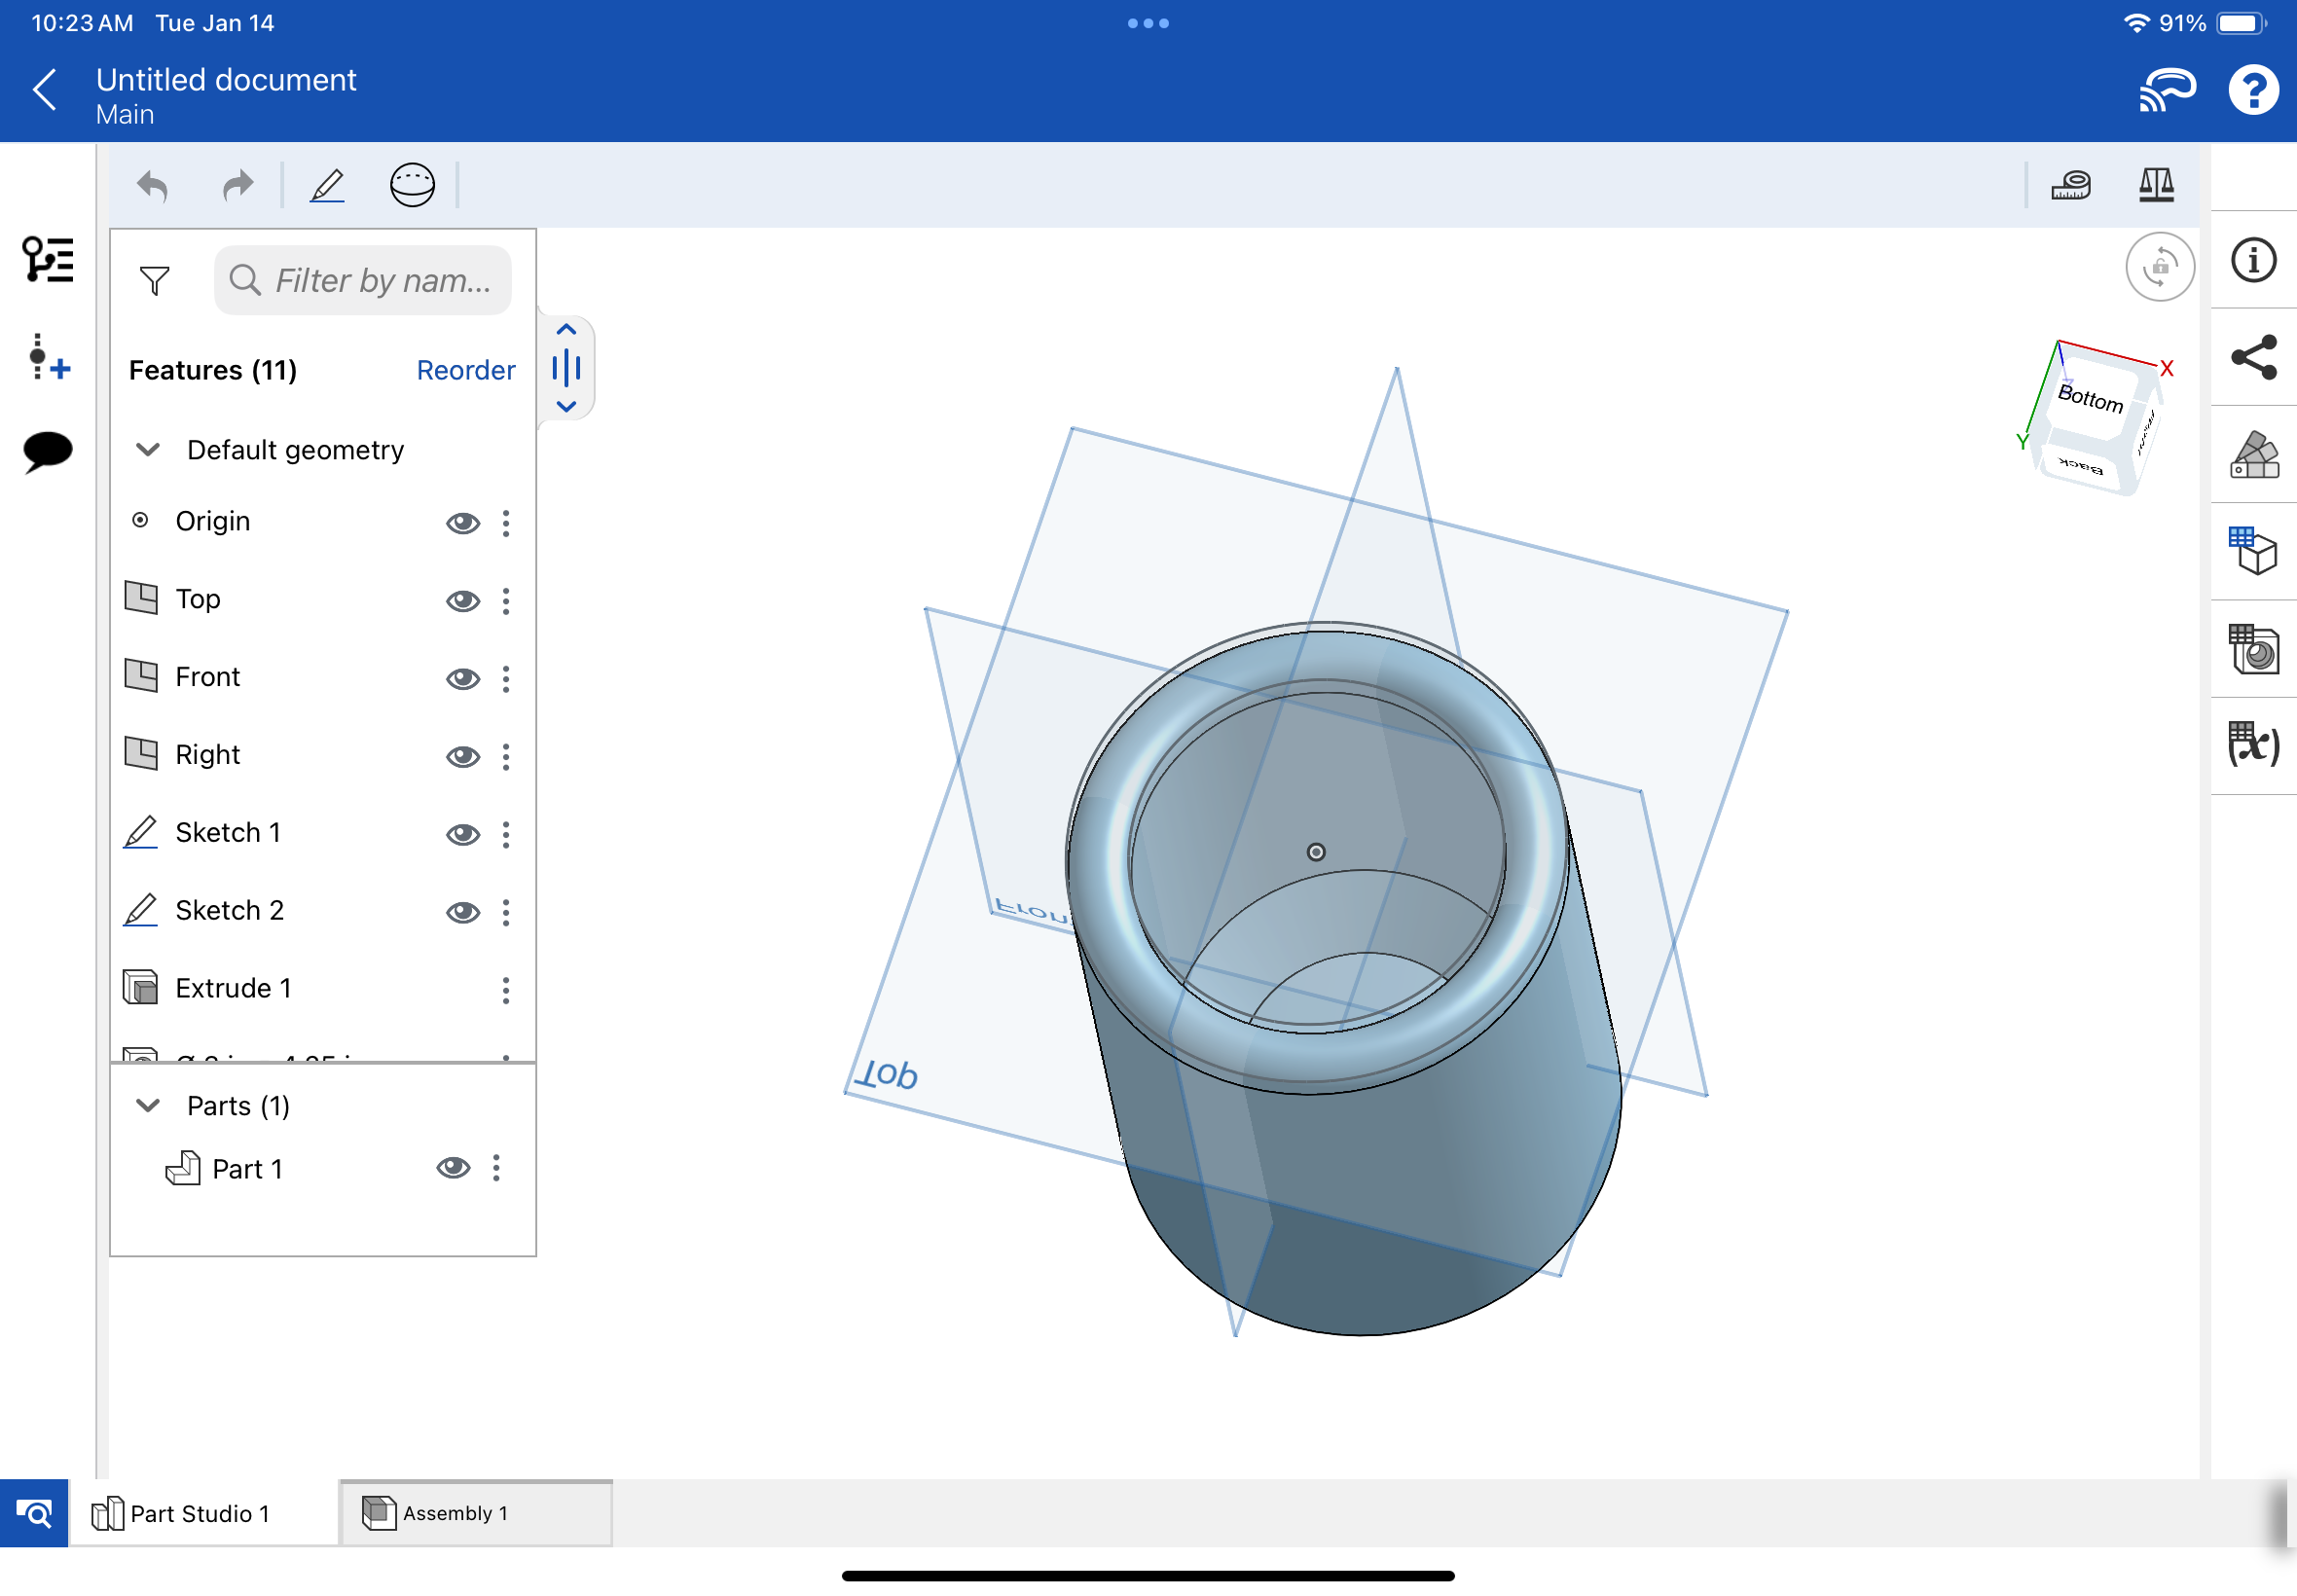 10:23 AM Tue Jan 14
91%
Untitled document
Main
Filter by nam...
Features (11)
Reorder
Default geometry
Origin
Top
Front
Right
Sketch 1
Sketch 2
Extrude 1
Parts (1)
Part 1
X
Y
Z
Bottom
Back
Fron
Top
(x)
Part Studio 1
Assembly 1